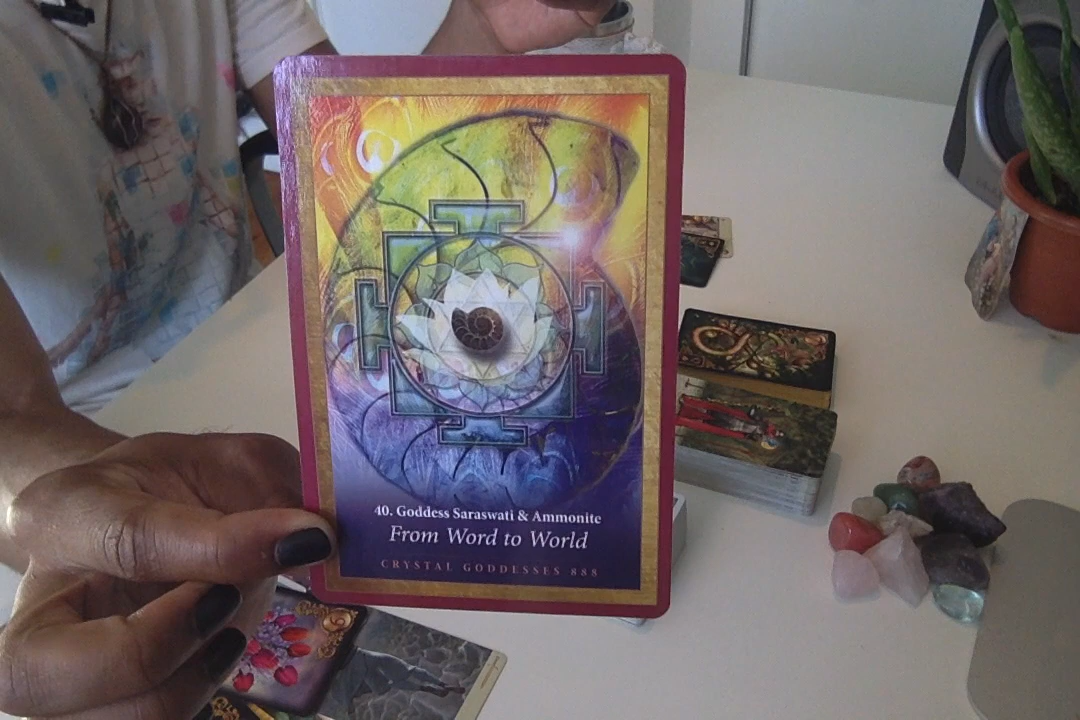 40. Goddess Saraswati & Ammonite
From Word to World
CRYSTAL GODDESSES 888